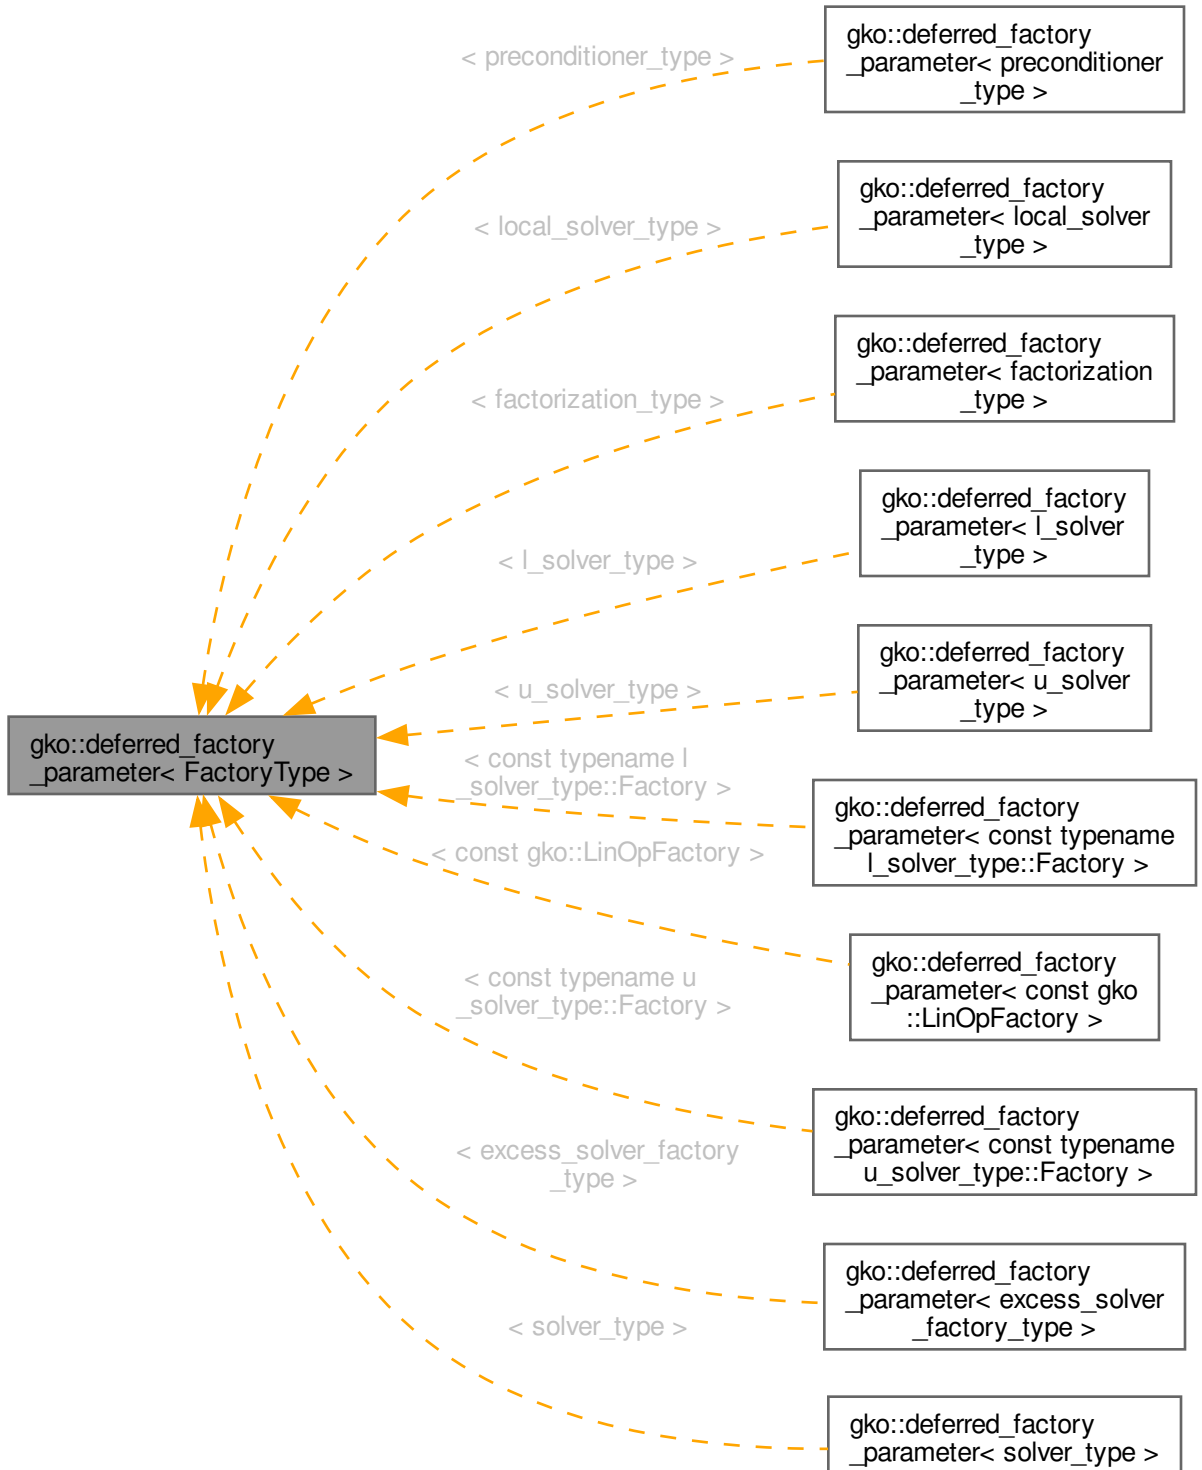 gko::deferred_factory
_parameter< preconditioner
_type >
< preconditioner_type >
gko::deferred_factory
_parameter< local_solver
_type >
< local_solver_type >
gko::deferred_factory
_parameter< factorization
_type >
< factorization_type >
gko::deferred_factory
_parameter< l_solver
_type >
< l_solver_type >
gko::deferred_factory
_parameter< u_solver
_type >
< u_solver_type >
gko::deferred_factory
_parameter< FactoryType >
< const typename l
_solver_type::Factory >
gko::deferred_factory
_parameter< const typename
l_solver_type::Factory >
< const gko::LinOpFactory >
gko::deferred_factory
_parameter< const gko
::LinOpFactory >
< const typename u
_solver_type::Factory >
gko::deferred_factory
_parameter< const typename
u_solver_type::Factory >
< excess_solver_factory
_type >
gko::deferred_factory
_parameter< excess_solver
_factory_type >
< solver_type >
gko::deferred_factory
_parameter< solver_type >